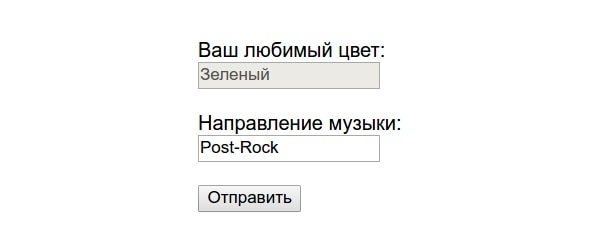 Ваш любимый цвет:
Зеленый
Направление музыки:
Post-Rock
Отправить